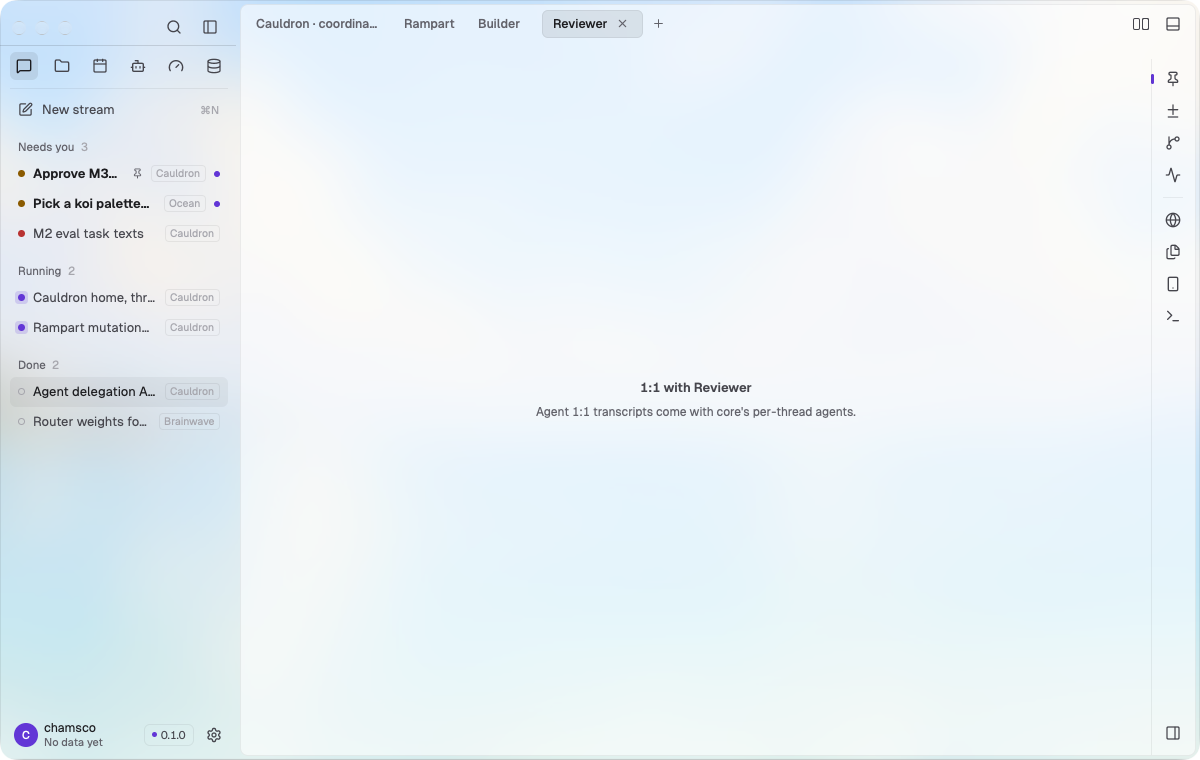 Cauldron · coordina...
Rampart
Builder
Reviewer
New stream
⌘N
Needs you 3
Approve M3...
Cauldron
Pick a koi palette...
Ocean
M2 eval task texts
Cauldron
Running 2
Cauldron home, thr...
Cauldron
Rampart mutation...
Cauldron
Done 2
Agent delegation A...
Cauldron
Router weights fo...
Brainwave
1:1 with Reviewer
Agent 1:1 transcripts come with core's per-thread agents.
C
chamsco
No data yet
0.1.0